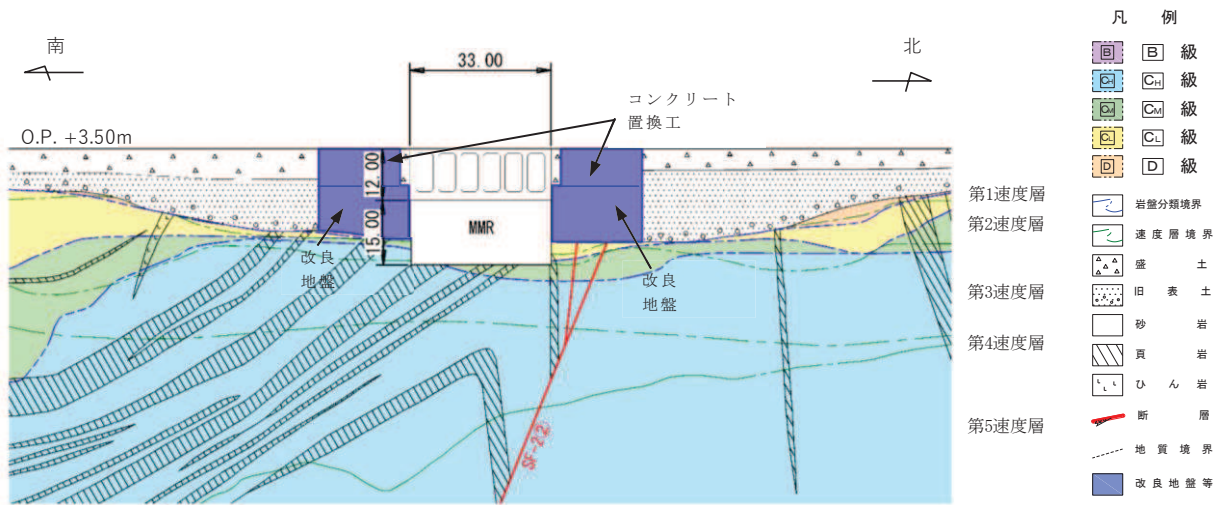 南
北
33.00
コンクリート
置換工
O.P. +3.50m
12.00
15.00
MMR
改良
地盤
改良
地盤
SF-22
第1速度層
第2速度層
第3速度層
第4速度層
第5速度層
凡 例
B B 級
CH CH 級
CM CM 級
CL CL 級
D D 級
岩盤分類境界
速度層境界
盛 土
旧 表 土
砂 岩
頁 岩
ひ ん 岩
断 層
地 質 境 界
改 良 地 盤 等